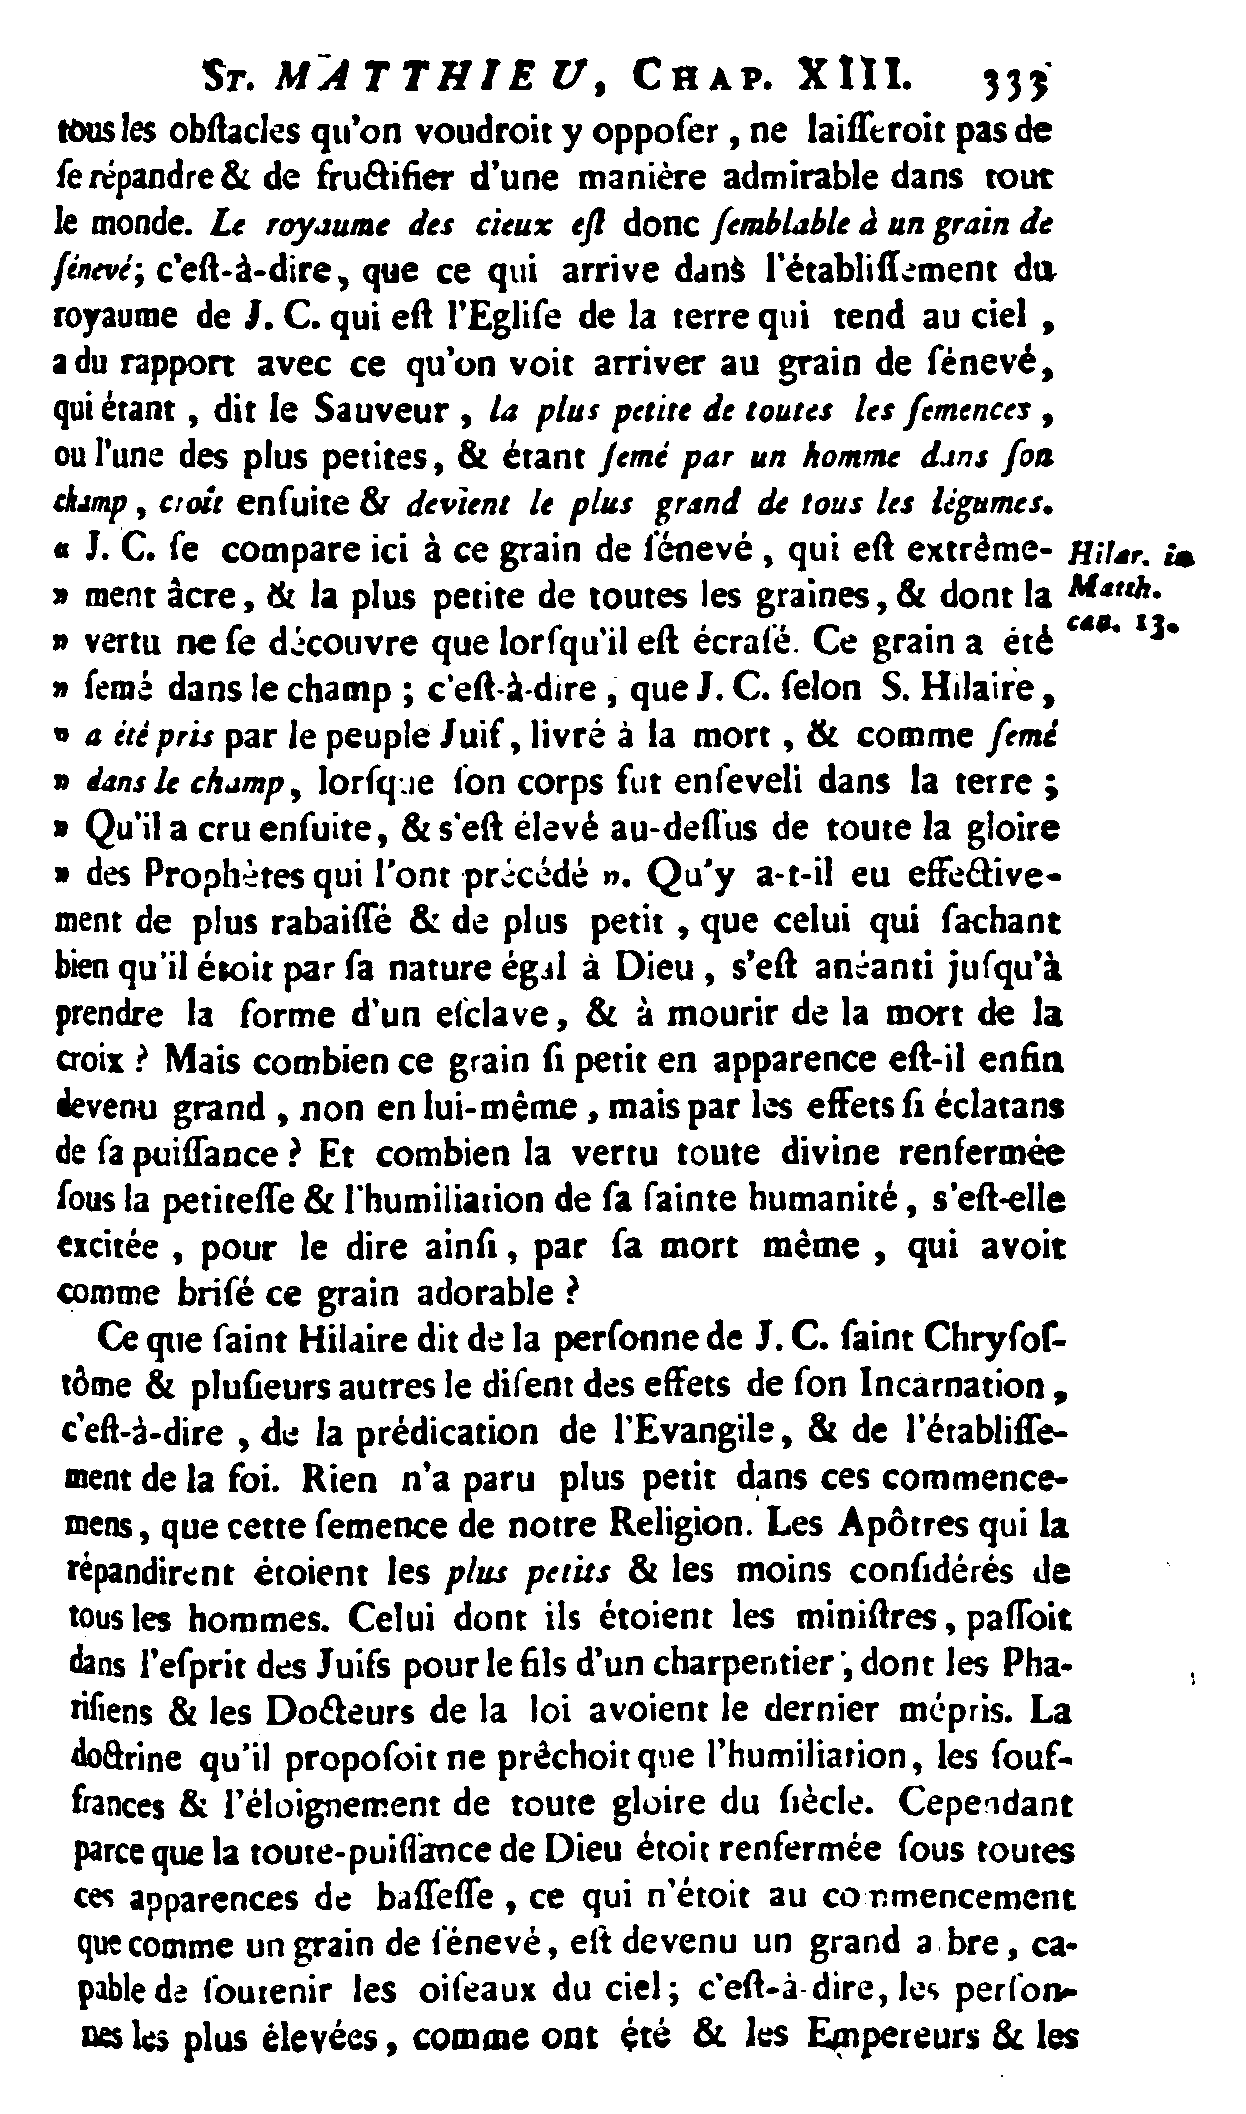 ST. MATTHIEU, CHAP. XIII. 333
tous les obſtacles qu'on voudroit y oppoſer, ne laiſſeroit pas de
ſe répandre & de fructifier d'une manière admirable dans tout
le monde. Le royaume des cieux eſt donc ſemblable à un grain de
ſénevé; c'eſt-à-dire, que ce qui arrive dans l'établiſſement du
royaume de J. C. qui eſt l'Egliſe de la terre qui tend au ciel,
a du rapport avec ce qu'on voit arriver au grain de ſénevé,
qui étant, dit le Sauveur, la plus petite de toutes les ſemences,
ou l'une des plus petites, & étant ſemé par un homme dans ſon
champ, croît enſuite & devient le plus grand de tous les légumes.
« J. C. ſe compare ici à ce grain de ſénevé, qui eſt extrême-
» ment âcre, & la plus petite de toutes les graines, & dont la
» vertu ne ſe découvre que lorſqu'il eſt écraſé. Ce grain a été
» ſemé dans le champ; c'eſt-à-dire, que J. C. ſelon S. Hilaire,
» a été pris par le peuple Juif, livré à la mort, & comme ſemé
» dans le champ, lorſque ſon corps fut enſeveli dans la terre;
» Qu'il a cru enſuite, & s'eſt élevé au-deſſus de toute la gloire
» des Prophètes qui l'ont précédé ». Qu'y a-t-il eu effective-
ment de plus rabaiſſé & de plus petit, que celui qui ſachant
bien qu'il étoit par ſa nature égal à Dieu, s'eſt anéanti juſqu'à
prendre la forme d'un eſclave, & à mourir de la mort de la
croix? Mais combien ce grain ſi petit en apparence eſt-il enfin
devenu grand, non en lui-même, mais par les effets ſi éclatans
de ſa puiſſance? Et combien la vertu toute divine renfermée
ſous la petiteſſe & l'humiliation de ſa ſainte humanité, s'eſt-elle
excitée, pour le dire ainſi, par ſa mort même, qui avoit
comme briſé ce grain adorable?
Ce que ſaint Hilaire dit de la perſonne de J. C. ſaint Chryſoſ-
tôme & pluſieurs autres le diſent des effets de ſon Incarnation,
c'eſt-à-dire, de la prédication de l'Evangile, & de l'établiſſe-
ment de la foi. Rien n'a paru plus petit dans ces commence-
mens, que cette ſemence de notre Religion. Les Apôtres qui la
répandirent étoient les plus petits & les moins conſidérés de
tous les hommes. Celui dont ils étoient les miniſtres, paſſoit
dans l'eſprit des Juifs pour le fils d'un charpentier, dont les Pha-
riſiens & les Docteurs de la loi avoient le dernier mépris. La
doctrine qu'il propoſoit ne prêchoit que l'humiliation, les ſouf-
frances & l'éloignement de toute gloire du ſiècle. Cependant
parce que la toute-puiſſance de Dieu étoit renfermée ſous toutes
ces apparences de baſſeſſe, ce qui n'étoit au commencement
que comme un grain de ſénevé, eſt devenu un grand arbre, ca-
pable de ſoutenir les oiſeaux du ciel; c'eſt-à-dire, les perſon-
nes les plus élevées, comme ont été & les Empereurs & les
Hilar. in
Matth.
can. 13.